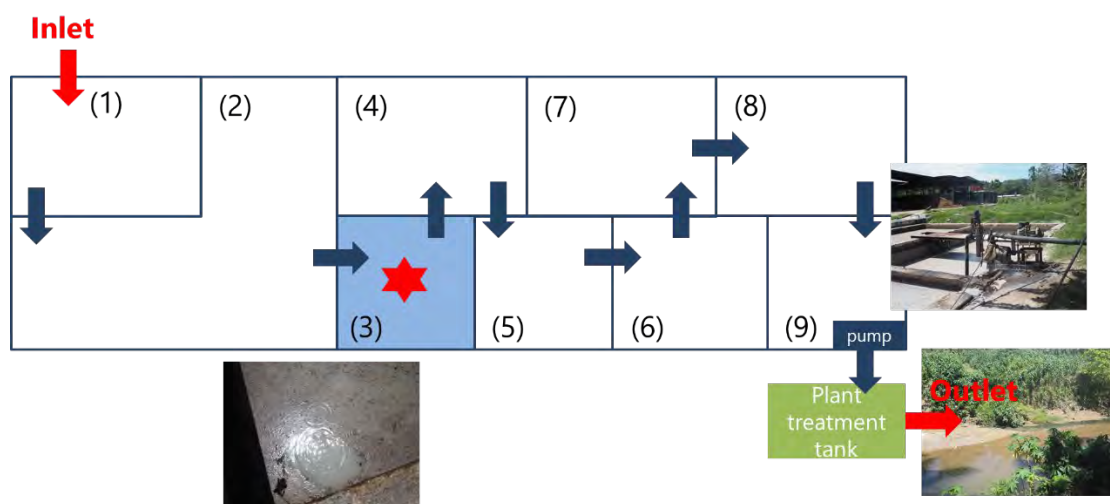 Inlet
(1)
(2)
(4)
(7)
(8)
(3)
(5)
(6)
(9)
pump
Plant
treatment
tank
Outlet